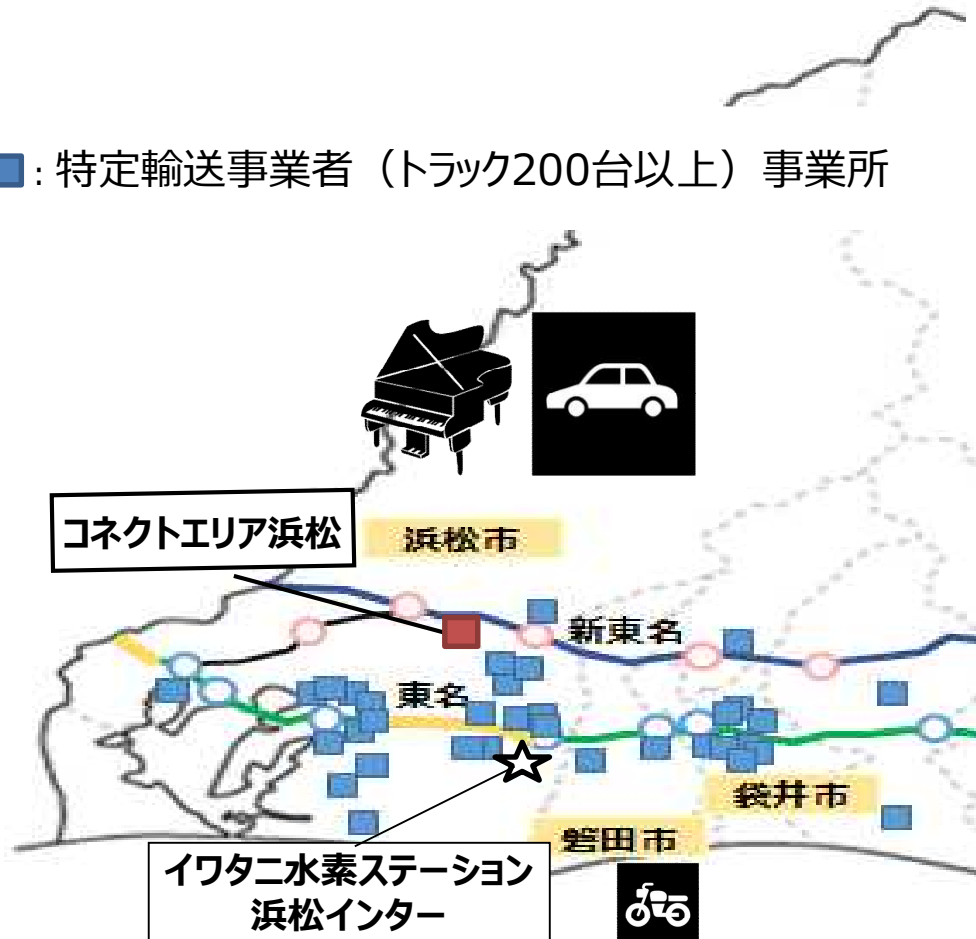 : 特定輸送事業者（トラック200台以上）事業所
コネクトエリア浜松
浜松市
新東名
東名
袋井市
磐田市
イワタニ水素ステーション
浜松インター